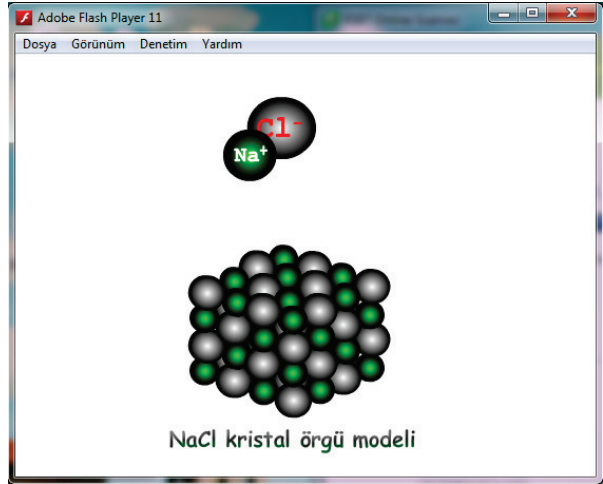 Adobe Flash Player 11
Dosya Görünüm Denetim Yardım
Cl⁻
Na⁺
NaCl kristal örgü modeli